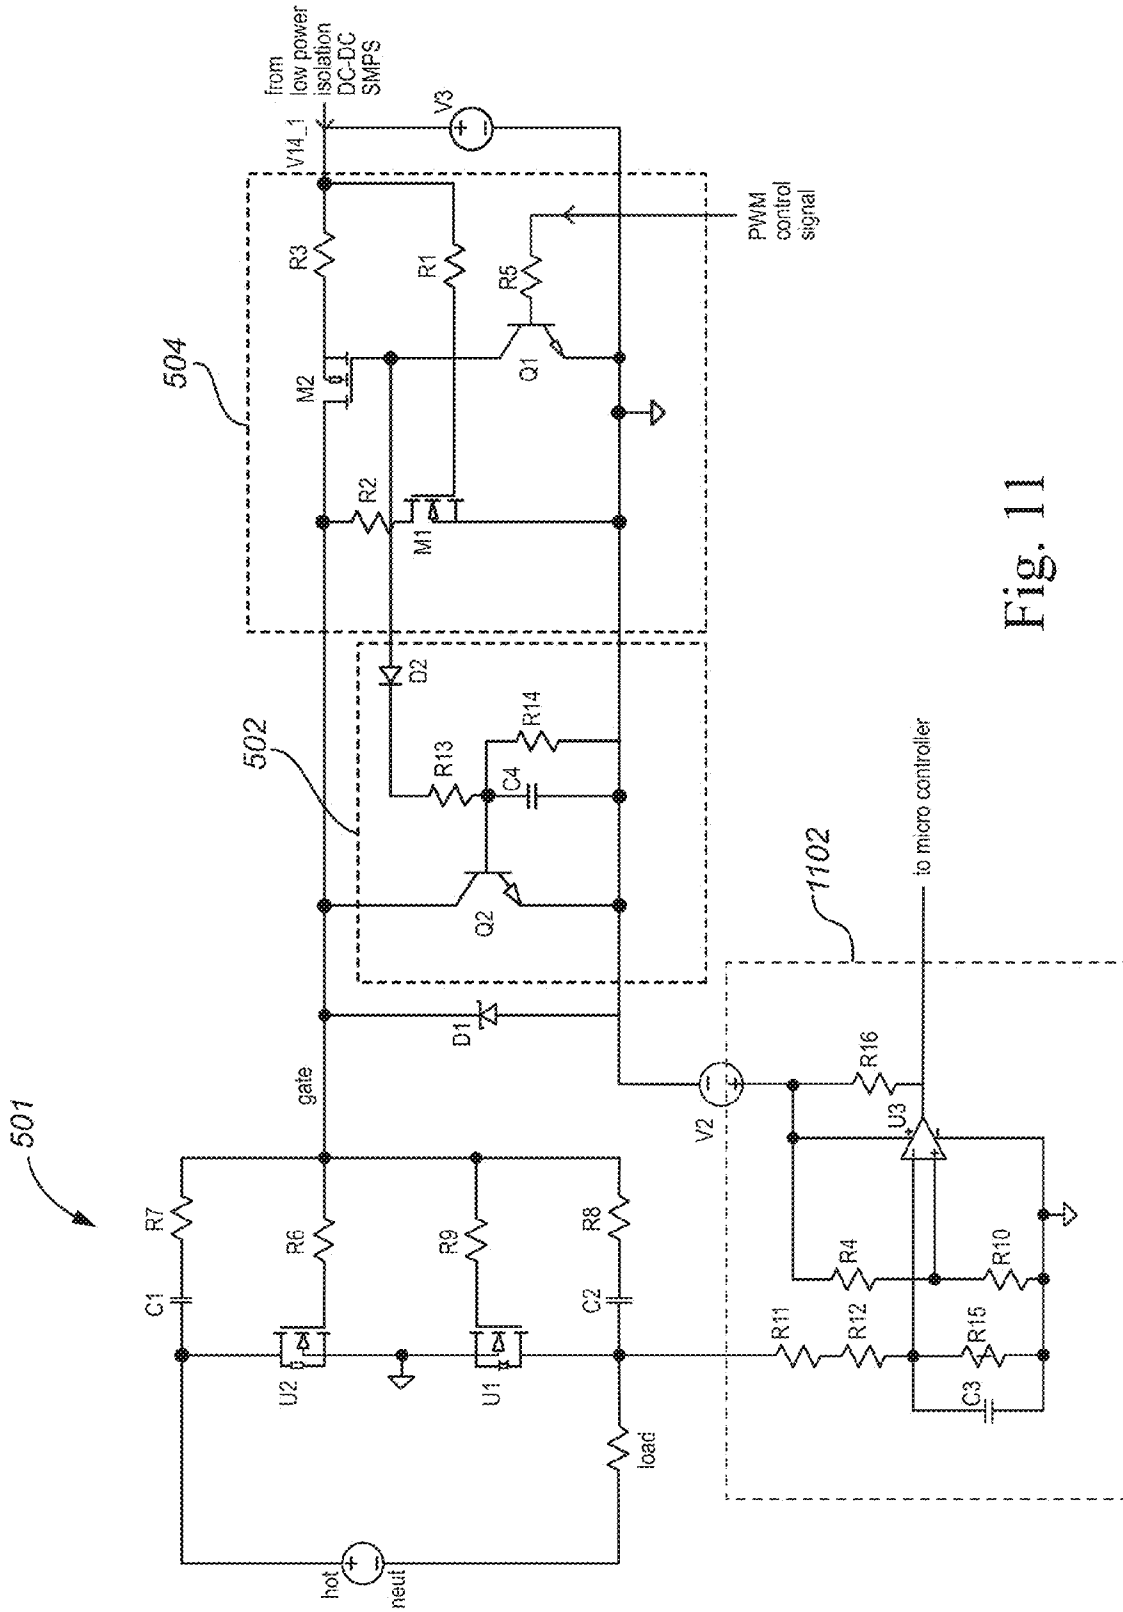 501
hot
neut
C1
R7
U2
R6
U1
R9
C2
R8
load
gate
D1
502
Q2
R13
C4
R14
D2
504
R2
M1
M2
R3
R1
Q1
R5
V14_1
from
low power
isolation
DC-DC
SMPS
V3
PWM
control
signal
V2
1102
R11
R12
R4
R10
R15
C3
R16
U3
to micro controller
Fig. 11